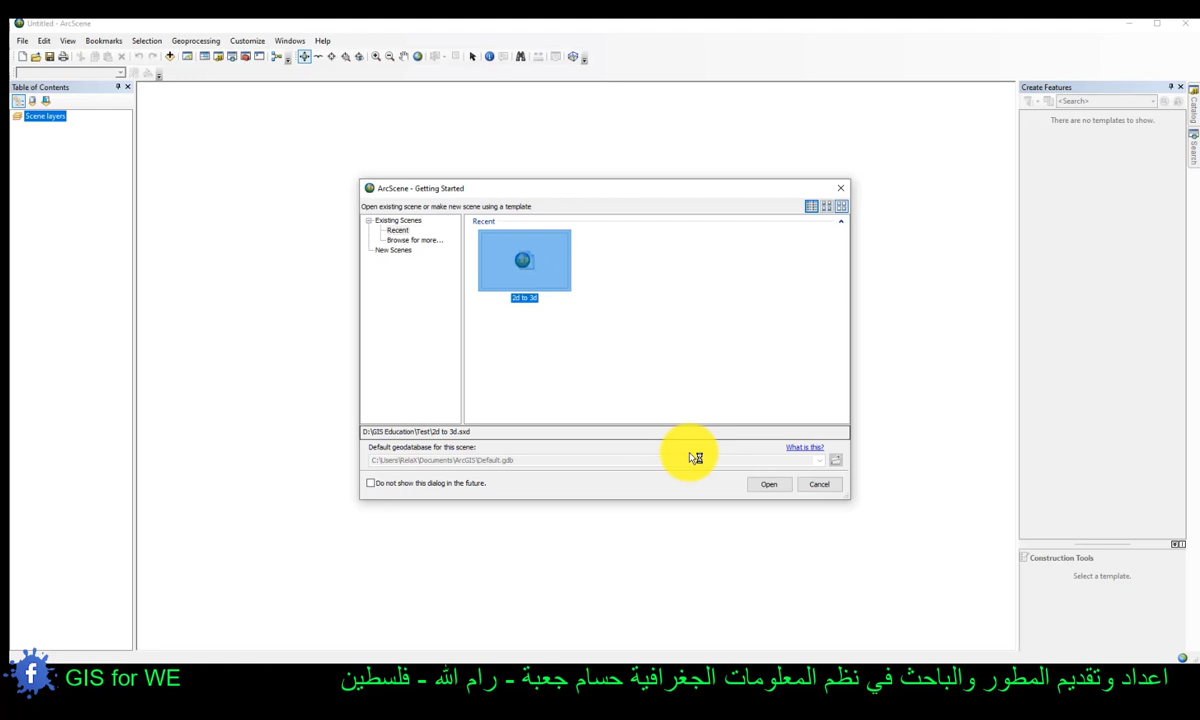 Untitled - ArcScene
File Edit View Bookmarks Selection Geoprocessing Customize Windows Help
Table of Contents
Scene layers
Create Features
<Search>
There are no templates to show.
Catalog
Search
ArcScene - Getting Started
Open existing scene or make new scene using a template
Existing Scenes
Recent
Browse for more...
New Scenes
Recent
2d to 3d
D:\GIS Education\Test\2d to 3d.sxd
Default geodatabase for this scene:
What is this?
C:\Users\RelaX\Documents\ArcGIS\Default.gdb
Do not show this dialog in the future.
Open
Cancel
Construction Tools
Select a template.
f GIS for WE
اعداد وتقديم المطور والباحث في نظم المعلومات الجغرافية حسام جعبة - رام الله - فلسطين